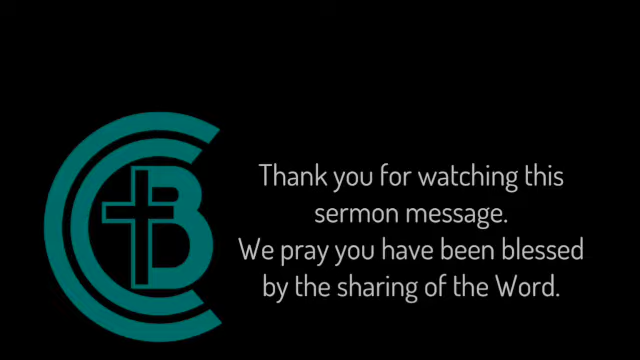 B
Thank you for watching this
sermon message.
We pray you have been blessed
by the sharing of the Word.